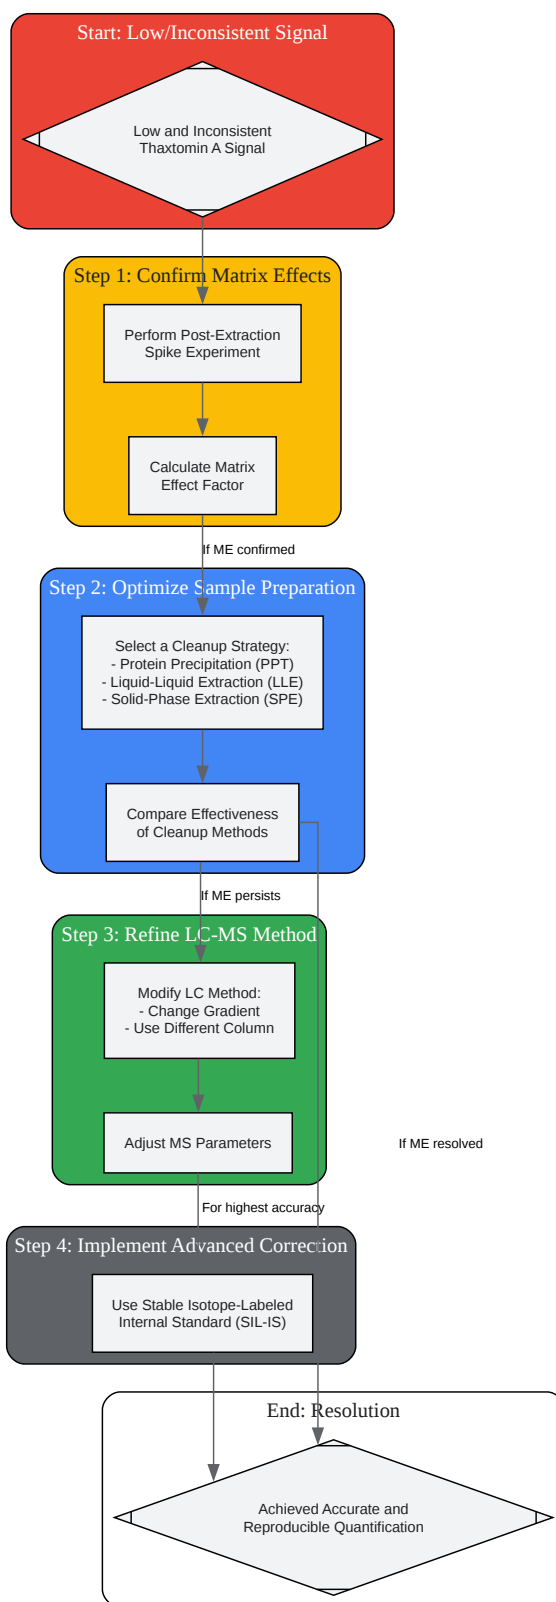 Start: Low/Inconsistent Signal
Low and Inconsistent
Thaxtomin A Signal
Step 1: Confirm Matrix Effects
Perform Post-Extraction
Spike Experiment
Calculate Matrix
Effect Factor
If ME confirmed
Step 2: Optimize Sample Preparation
Select a Cleanup Strategy:
- Protein Precipitation (PPT)
- Liquid-Liquid Extraction (LLE)
- Solid-Phase Extraction (SPE)
Compare Effectiveness
of Cleanup Methods
If ME persists
Step 3: Refine LC-MS Method
Modify LC Method:
- Change Gradient
- Use Different Column
Adjust MS Parameters
If ME resolved
For highest accuracy
Step 4: Implement Advanced Correction
Use Stable Isotope-Labeled
Internal Standard (SIL-IS)
End: Resolution
Achieved Accurate and
Reproducible Quantification